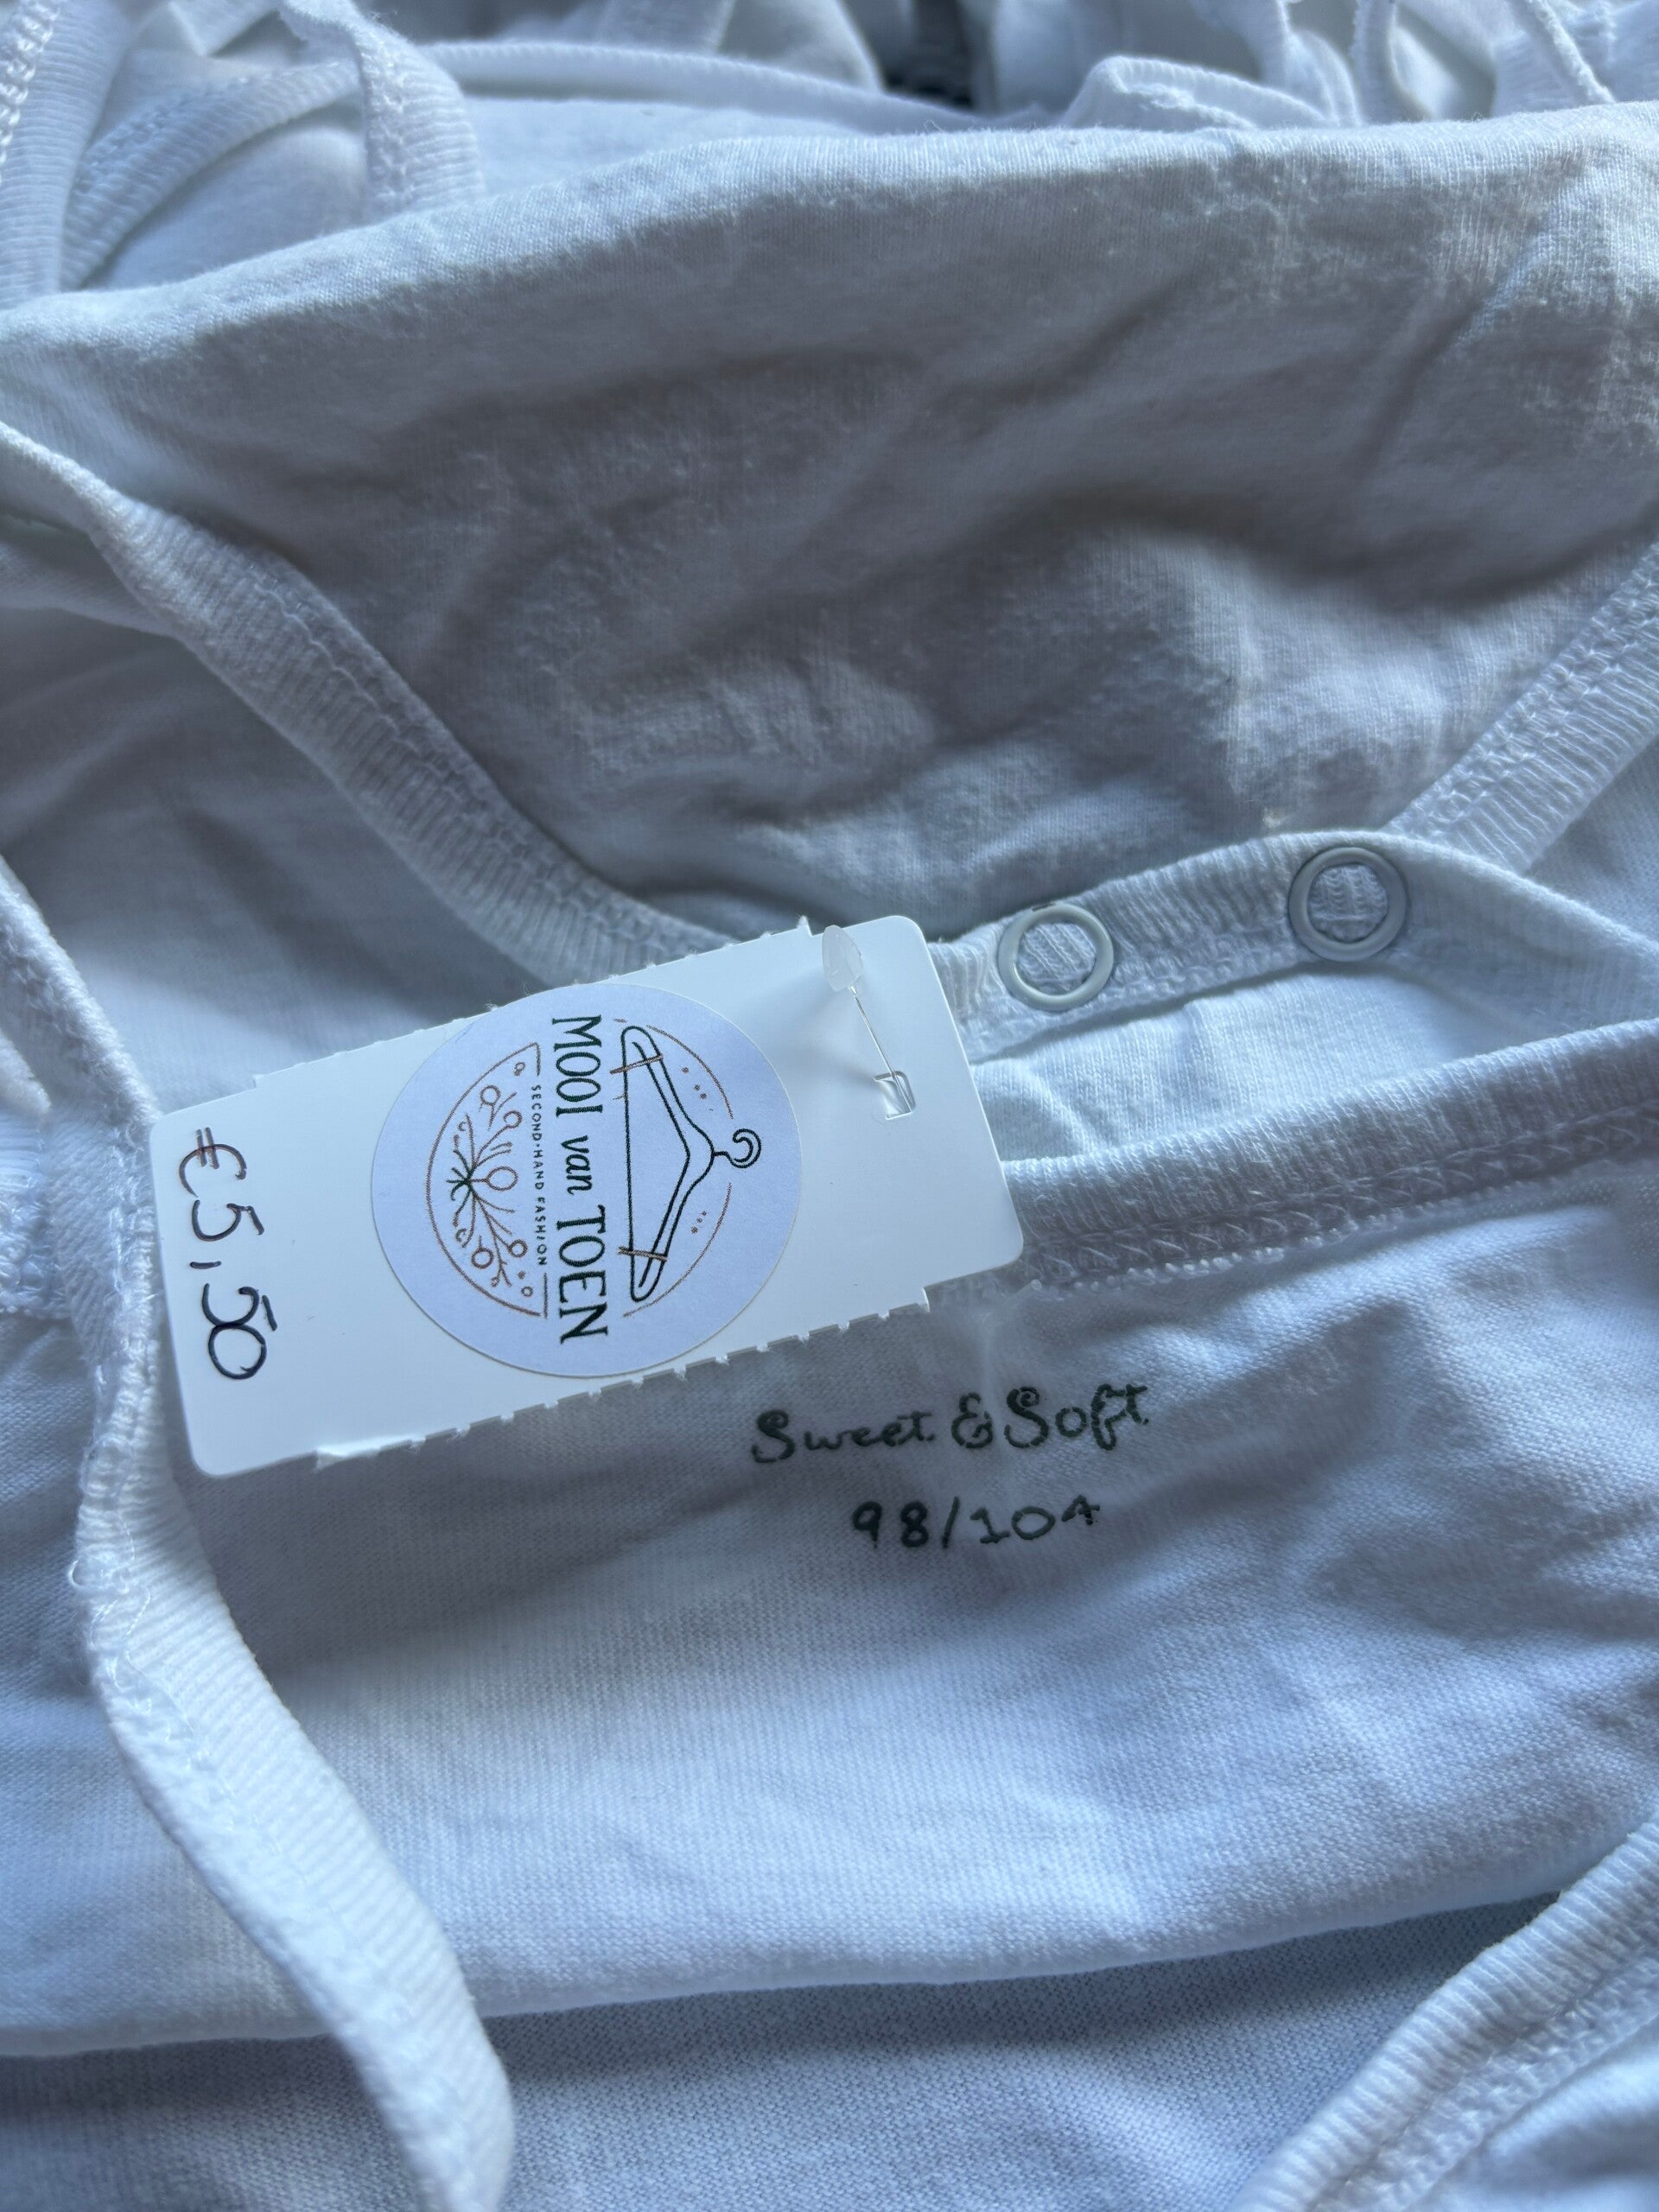 MOOI van TOEN
SECOND-HAND FASHION
€5,50
Sweet & Soft
98/104